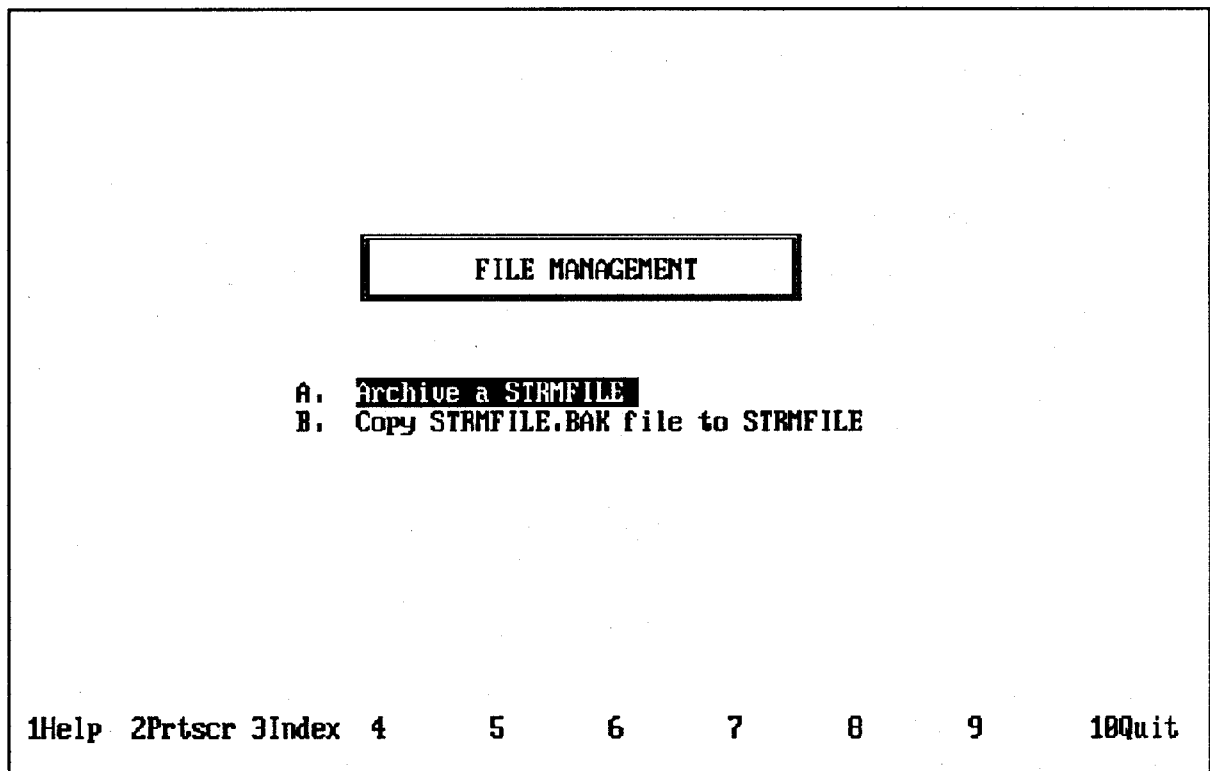 FILE MANAGEMENT
A. Archive a STRMFILE
B. Copy STRMFILE.BAK file to STRMFILE
1Help 2Prtscr 3Index 4 5 6 7 8 9 10Quit